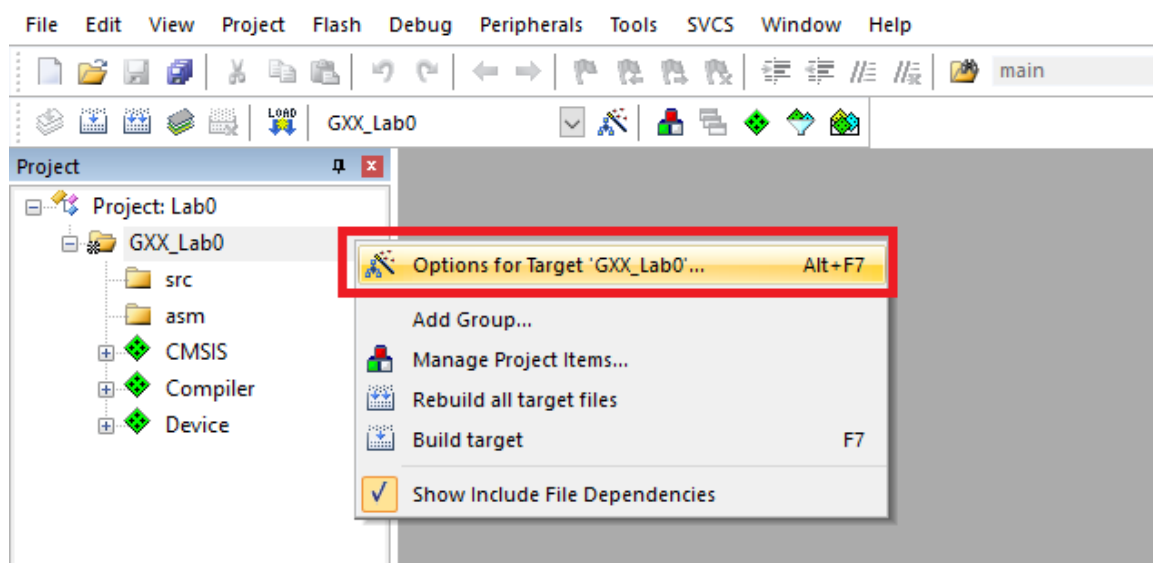 File Edit View Project Flash Debug Peripherals Tools SVCS Window Help
main
LOAD GXX_Lab0
Project
Project: Lab0
GXX_Lab0
Options for Target 'GXX_Lab0'... Alt+F7
src
asm
Add Group...
CMSIS
Manage Project Items...
Compiler
Rebuild all target files
Device
Build target F7
Show Include File Dependencies